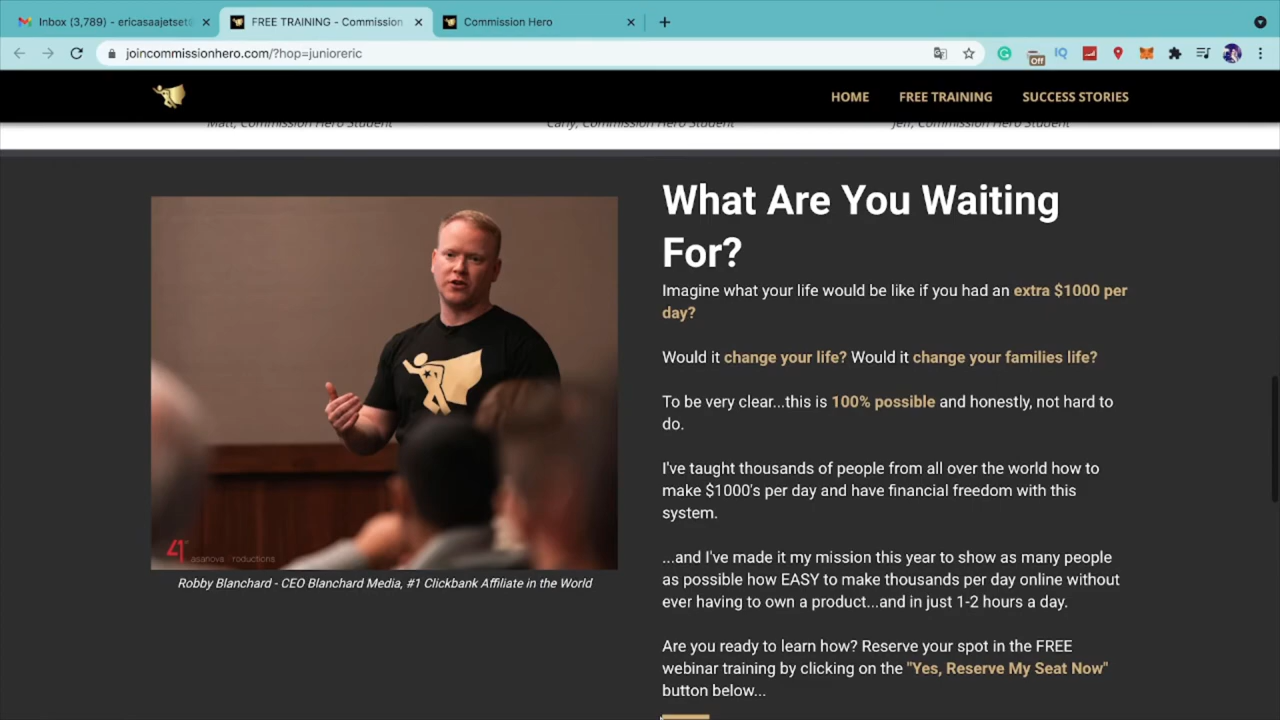 Inbox (3,789) - ericasaajetset@
FREE TRAINING - Commission
Commission Hero
joincommissionhero.com/?hop=junioreric
Off
IQ
HOME
FREE TRAINING
SUCCESS STORIES
Matt, Commission Hero Student
Carly, Commission Hero Student
Jeff, Commission Hero Student
What Are You Waiting
For?
Imagine what your life would be like if you had an extra $1000 per
day?
Would it change your life? Would it change your families life?
To be very clear...this is 100% possible and honestly, not hard to
do.
I've taught thousands of people from all over the world how to
make $1000's per day and have financial freedom with this
system.
...and I've made it my mission this year to show as many people
as possible how EASY to make thousands per day online without
ever having to own a product...and in just 1-2 hours a day.
Are you ready to learn how? Reserve your spot in the FREE
webinar training by clicking on the "Yes, Reserve My Seat Now"
button below...
41
asanova roductions
Robby Blanchard - CEO Blanchard Media, #1 Clickbank Affiliate in the World